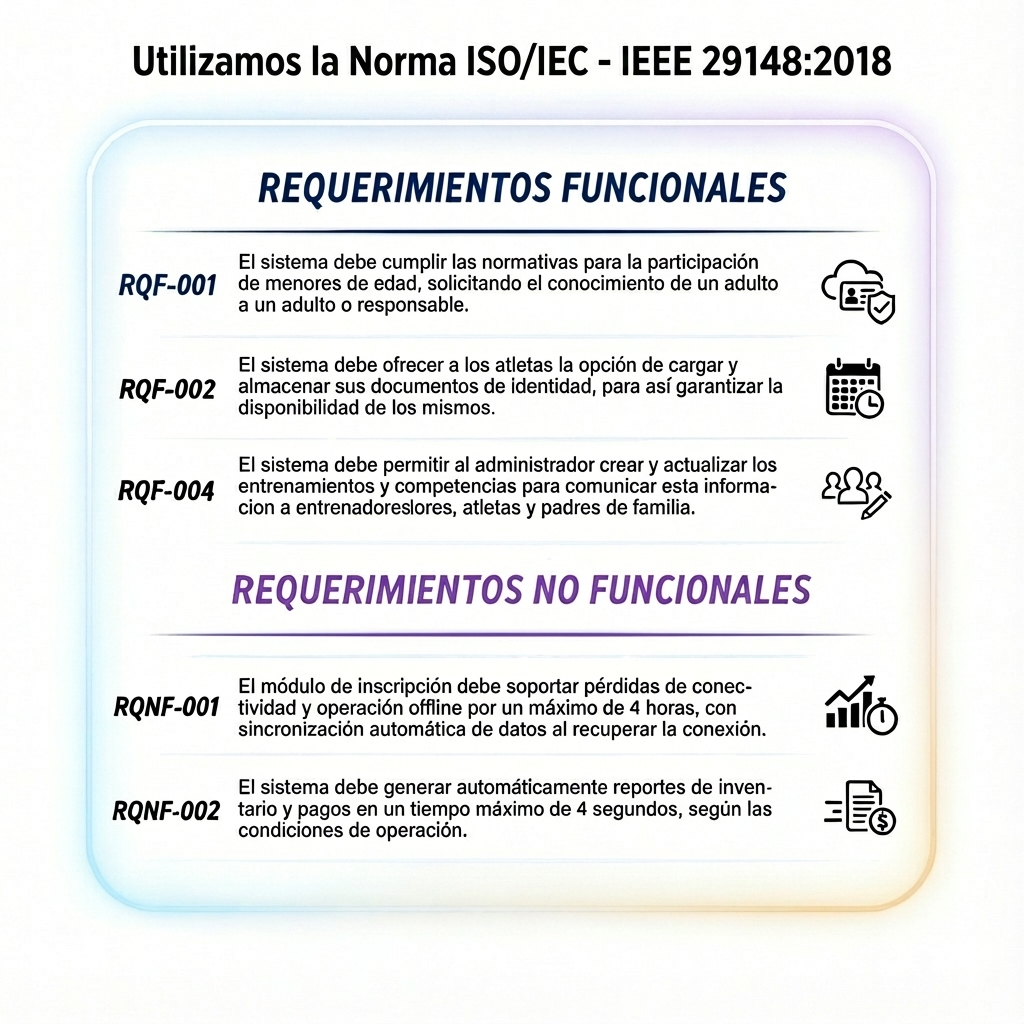 Utilizamos la Norma ISO/IEC - IEEE 29148:2018
REQUERIMIENTOS FUNCIONALES
RQF-001
El sistema debe cumplir las normativas para la participación
de menores de edad, solicitando el conocimiento de un adulto
a un adulto o responsable.
RQF-002
El sistema debe ofrecer a los atletas la opción de cargar y
almacenar sus documentos de identidad, para así garantizar la
disponibilidad de los mismos.
RQF-004
El sistema debe permitir al administrador crear y actualizar los
entrenamientos y competencias para comunicar esta informa-
cion a entrenadoreslores, atletas y padres de familia.
REQUERIMIENTOS NO FUNCIONALES
RQNF-001
El módulo de inscripción debe soportar pérdidas de conec-
tividad y operación offline por un máximo de 4 horas, con
sincronización automática de datos al recuperar la conexión.
RQNF-002
El sistema debe generar automáticamente reportes de inven-
tario y pagos en un tiempo máximo de 4 segundos, según las
condiciones de operación.
$